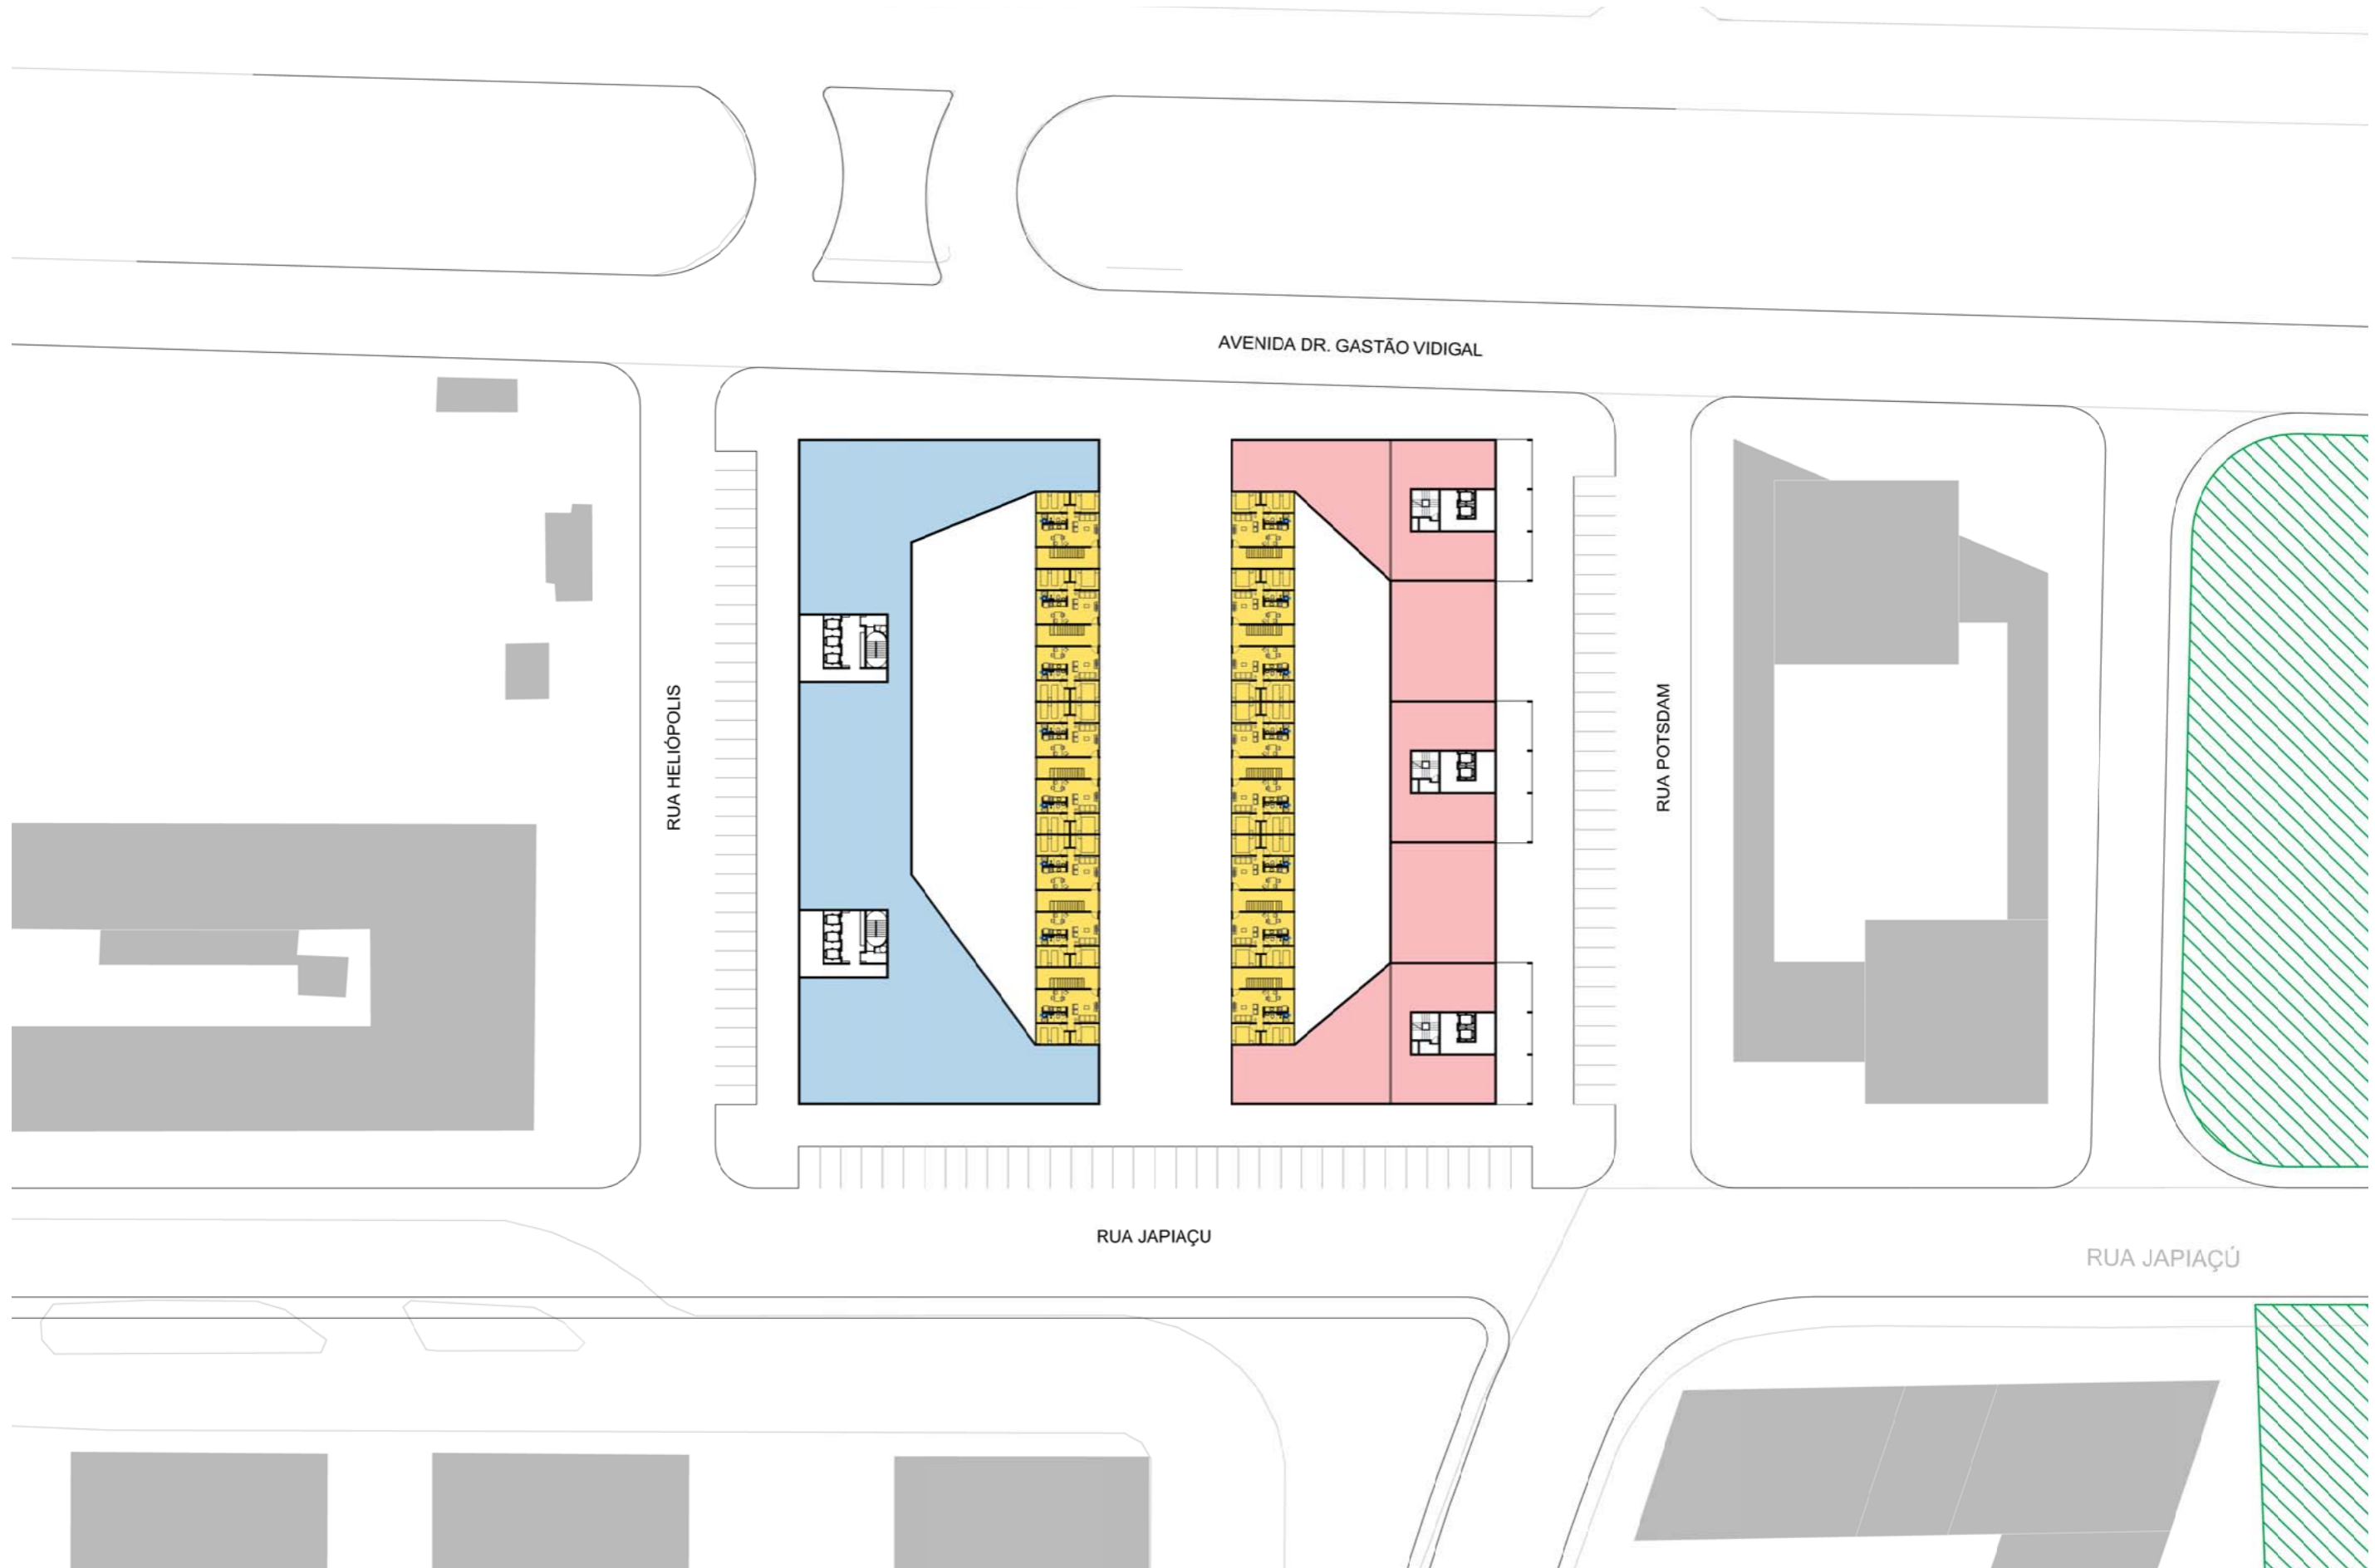 AVENIDA DR. GASTÃO VIDIGAL
RUA HELIÓPOLIS
RUA POTSDAM
RUA JAPIAÇU
RUA JAPIAÇÚ